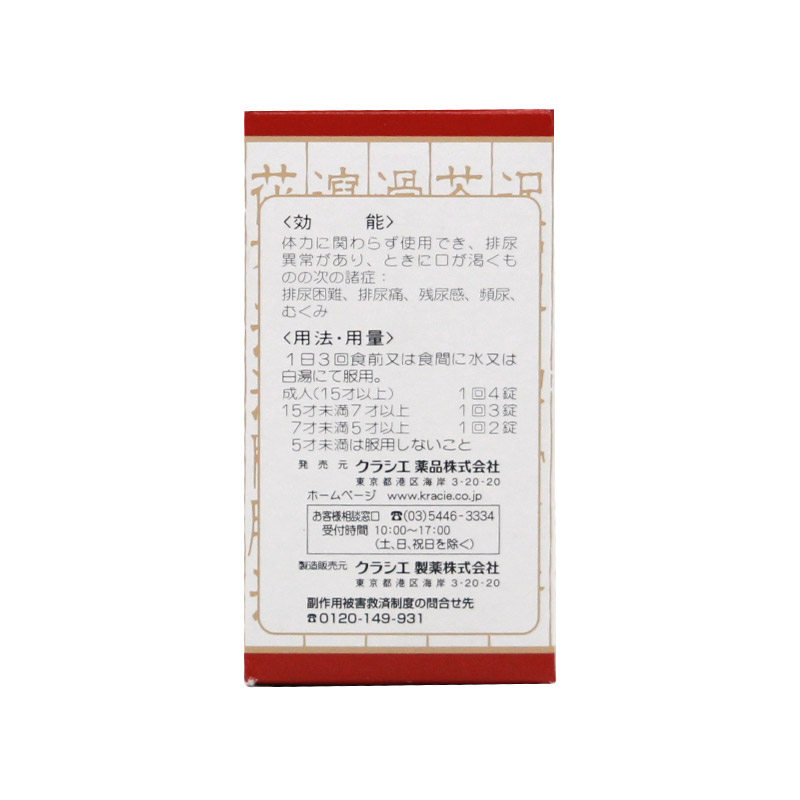 〈効　　能〉
体力に関わらず使用でき、排尿
異常があり、ときに口が渇くも
のの次の諸症：
排尿困難、排尿痛、残尿感、頻尿、
むくみ
〈用法・用量〉
1日3回食前又は食間に水又は
白湯にて服用。
成人(15才以上)　1回4錠
15才未満7才以上　1回3錠
7才未満5才以上　1回2錠
5才未満は服用しないこと
発売元　クラシエ薬品株式会社
東京都港区海岸 3-20-20
ホームページ　www.kracie.co.jp
お客様相談窓口　☎(03)5446-3334
受付時間　10:00〜17:00
(土、日、祝日を除く)
製造販売元　クラシエ製薬株式会社
東京都港区海岸 3-20-20
副作用被害救済制度の問合せ先
☎0120-149-931